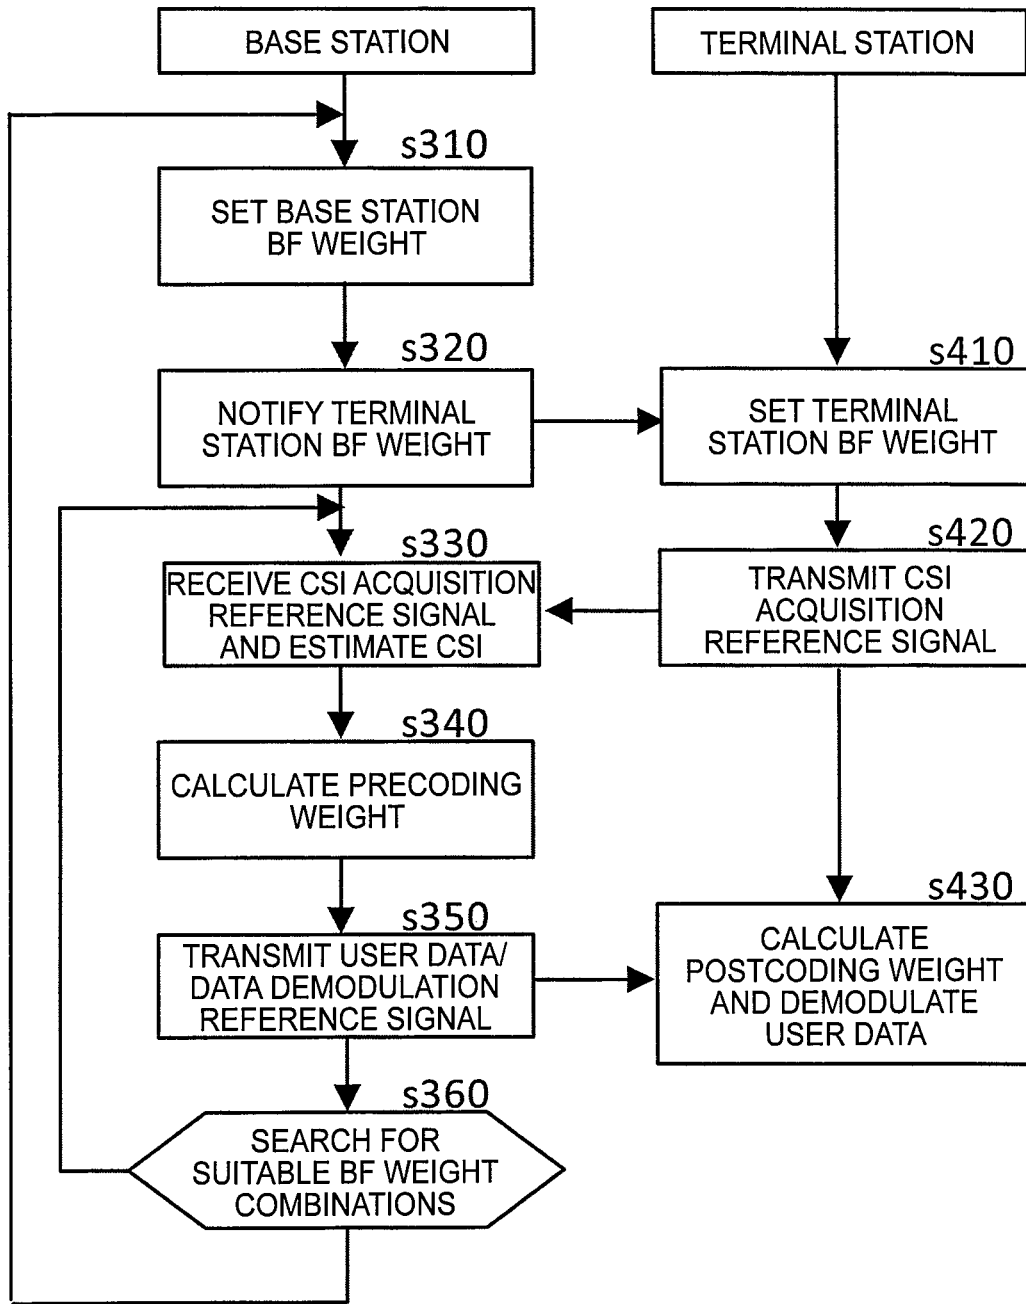 BASE STATION
TERMINAL STATION
s310
SET BASE STATION
BF WEIGHT
s320
NOTIFY TERMINAL
STATION BF WEIGHT
s410
SET TERMINAL
STATION BF WEIGHT
s330
RECEIVE CSI ACQUISITION
REFERENCE SIGNAL
AND ESTIMATE CSI
s420
TRANSMIT CSI
ACQUISITION
REFERENCE SIGNAL
s340
CALCULATE PRECODING
WEIGHT
s350
TRANSMIT USER DATA/
DATA DEMODULATION
REFERENCE SIGNAL
s430
CALCULATE
POSTCODING WEIGHT
AND DEMODULATE
USER DATA
s360
SEARCH FOR
SUITABLE BF WEIGHT
COMBINATIONS